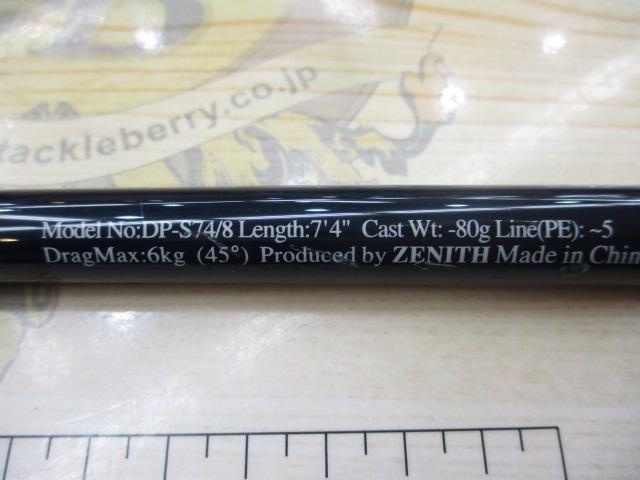 tackleberry.co.jp
Model No:DP-S74/8 Length:7'4" Cast Wt: -80g Line(PE): ~5
DragMax:6kg (45°) Produced by ZENITH Made in Chin